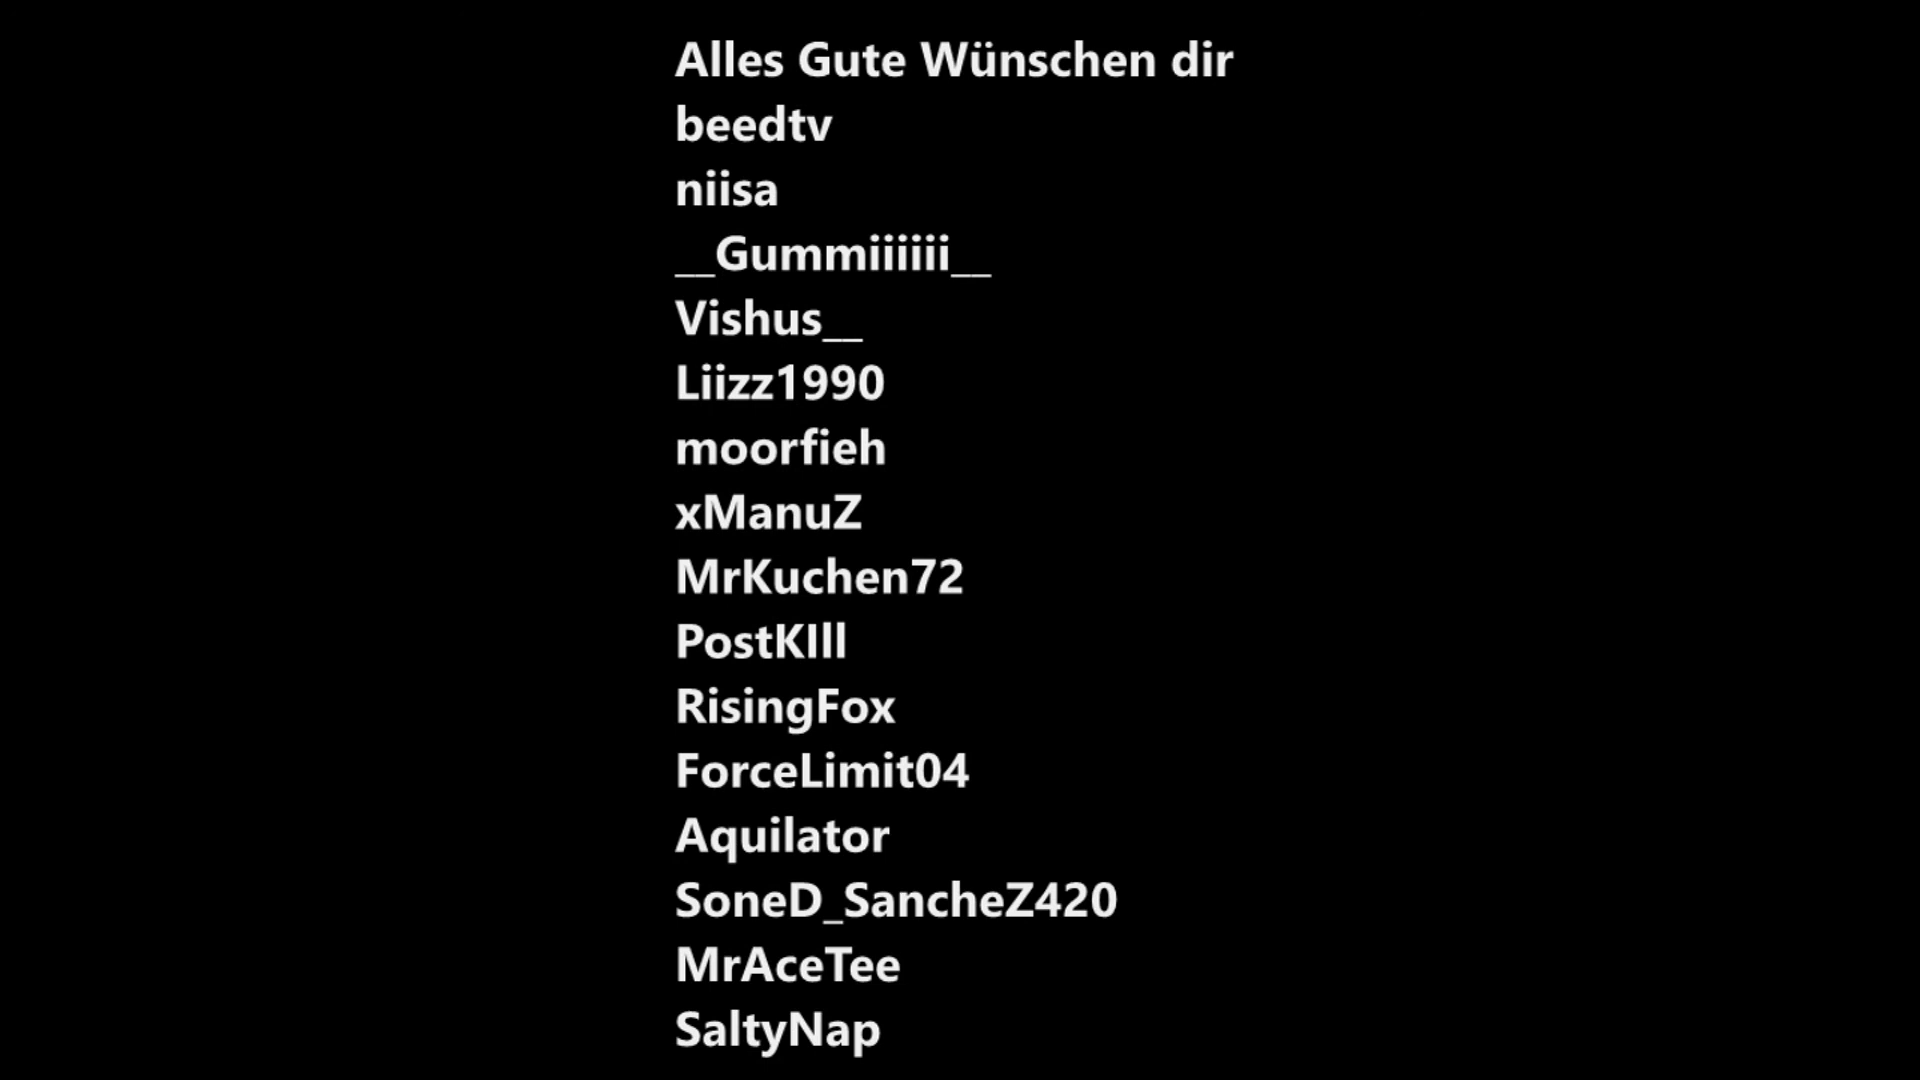 Alles Gute Wünschen dir
beedtv
niisa
__Gummiiiiii__
Vishus__
Liizz1990
moorfieh
xManuZ
MrKuchen72
PostKIll
RisingFox
ForceLimit04
Aquilator
SoneD_SancheZ420
MrAceTee
SaltyNap